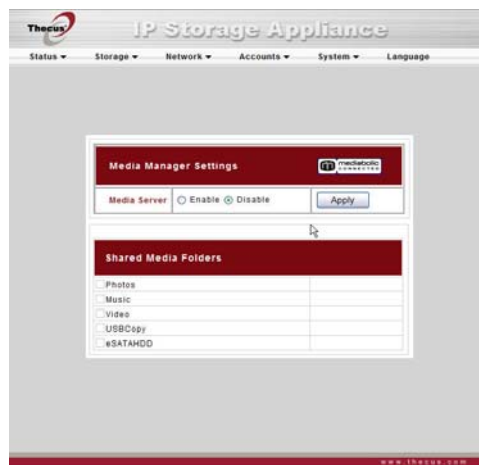 Thecus IP Storage Appliance
Status Storage Network Accounts System Language
Media Manager Settings mediabolic CONNECTED
Media Server Enable Disable Apply
Shared Media Folders
Photos
Music
Video
USBCopy
eSATAHDD
www.thecus.com